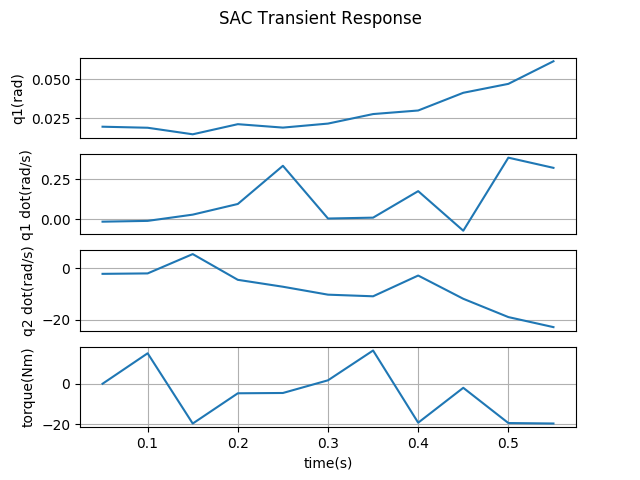 SAC Transient Response
q1(rad)
0.050
0.025
q1 dot(rad/s)
0.25
0.00
q2 dot(rad/s)
0
−20
torque(Nm)
0
−20
0.1 0.2 0.3 0.4 0.5
time(s)